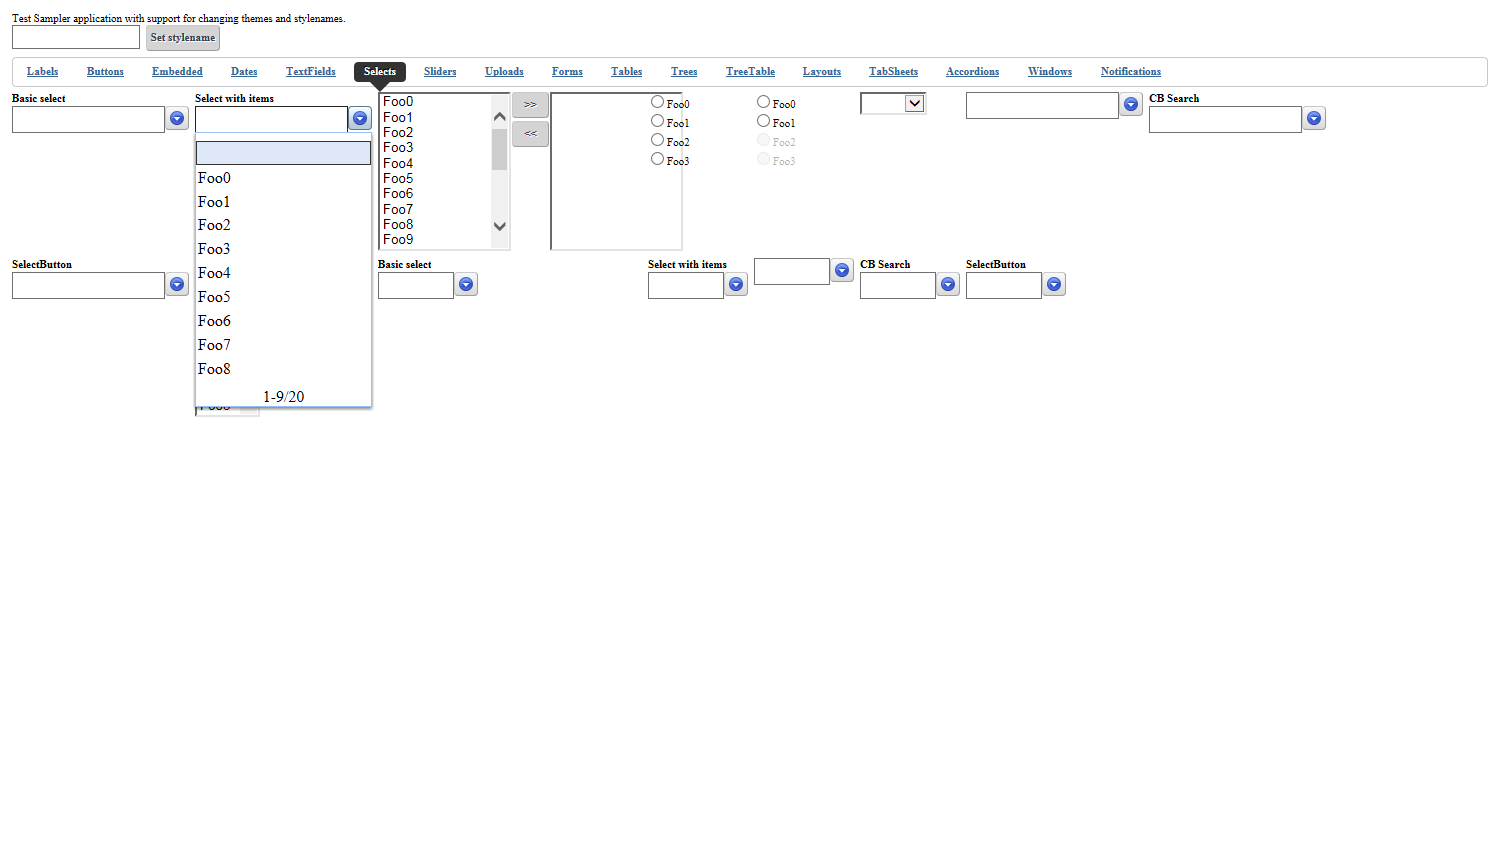 Test Sampler application with support for changing themes and stylenames.
Set stylename
Labels Buttons Embedded Dates TextFields Selects Sliders Uploads Forms Tables Trees TreeTable Layouts TabSheets Accordions Windows Notifications
Basic select
Select with items
Foo0
Foo1
Foo2
Foo3
Foo4
Foo5
Foo6
Foo7
Foo8
1-9/20
Foo0
Foo1
Foo2
Foo3
Foo4
Foo5
Foo6
Foo7
Foo8
Foo9
>>
<<
Foo0
Foo1
Foo2
Foo3
Foo0
Foo1
Foo2
Foo3
CB Search
SelectButton
Basic select
Select with items
CB Search
SelectButton